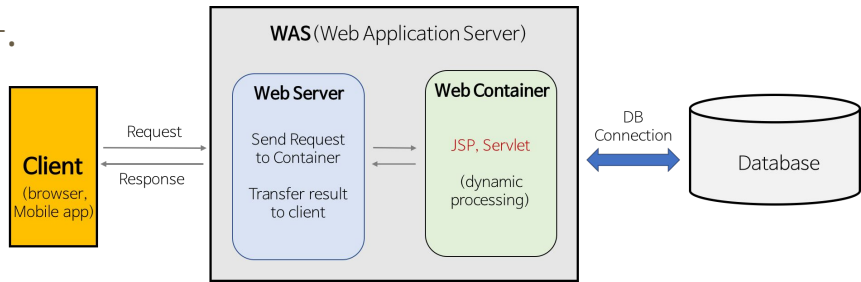 WAS(Web Application Server)
Client
(browser,
Mobile app)
Request
Response
Web Server
Send Request
to Container
Transfer result
to client
Web Container
JSP, Servlet
(dynamic
processing)
DB
Connection
Database